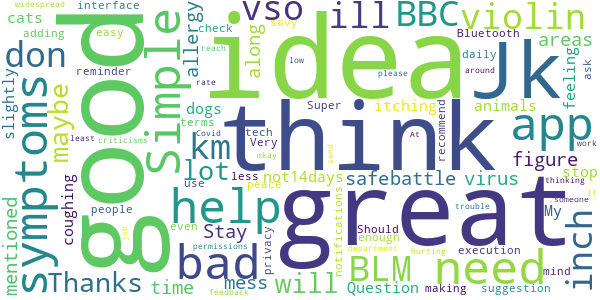 widespread
interface
cats
adding
easy
reminder
don
slightly
symptoms
maybe
mentioned
coughing
least
criticisms
people
Thanks
time
job
good
simple
allergy
check
reach
rate
dogs
terms
Covid
km
lot
use
even
help
Stay
bad
permissions
mess
feedback
will
vso
along
low
idea
Super
tech
Very
less
mkay
think
not14days
peace
send
privacy
notifications
great
Should
enough
department
Question
BLM
ill
please
itching
safebattle
BBC
savy
Bluetooth
around
daily
Jk
recommend
At
virus
My
hurting
trouble
execution
making
need
suggestion
violin
areas
animals
app
figure
stop
someone
If
mind
thinking
inch
feeling
ask
work